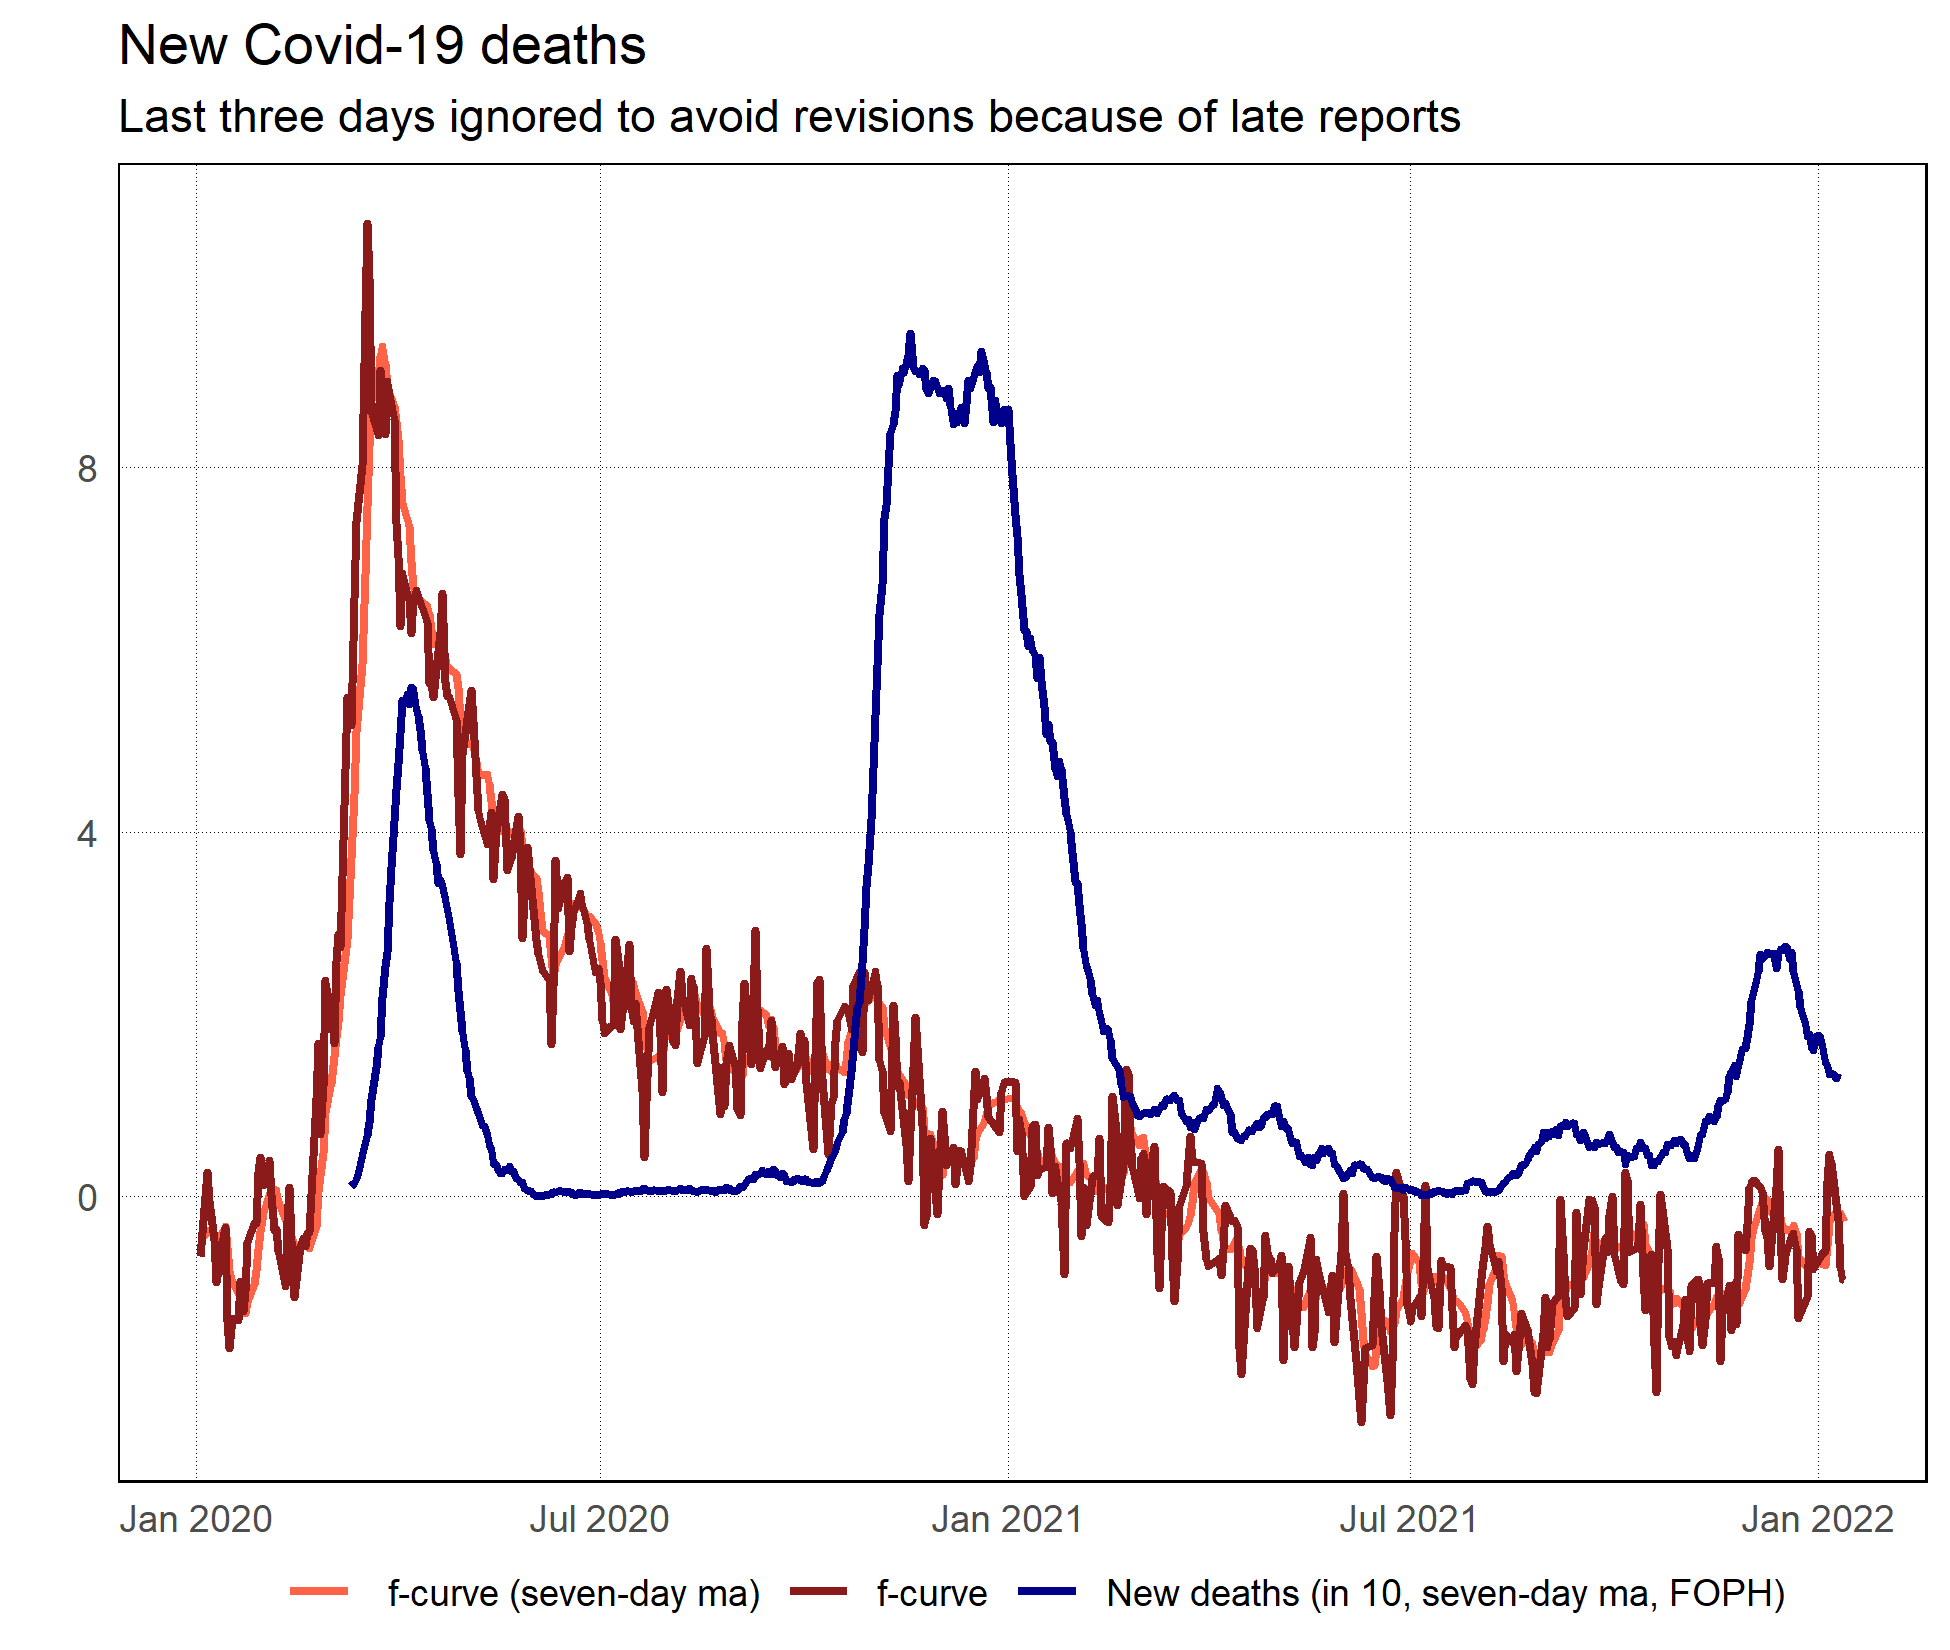 New Covid-19 deaths
Last three days ignored to avoid revisions because of late reports
8
4
0
Jan 2020 Jul 2020 Jan 2021 Jul 2021 Jan 2022
f-curve (seven-day ma) f-curve New deaths (in 10, seven-day ma, FOPH)